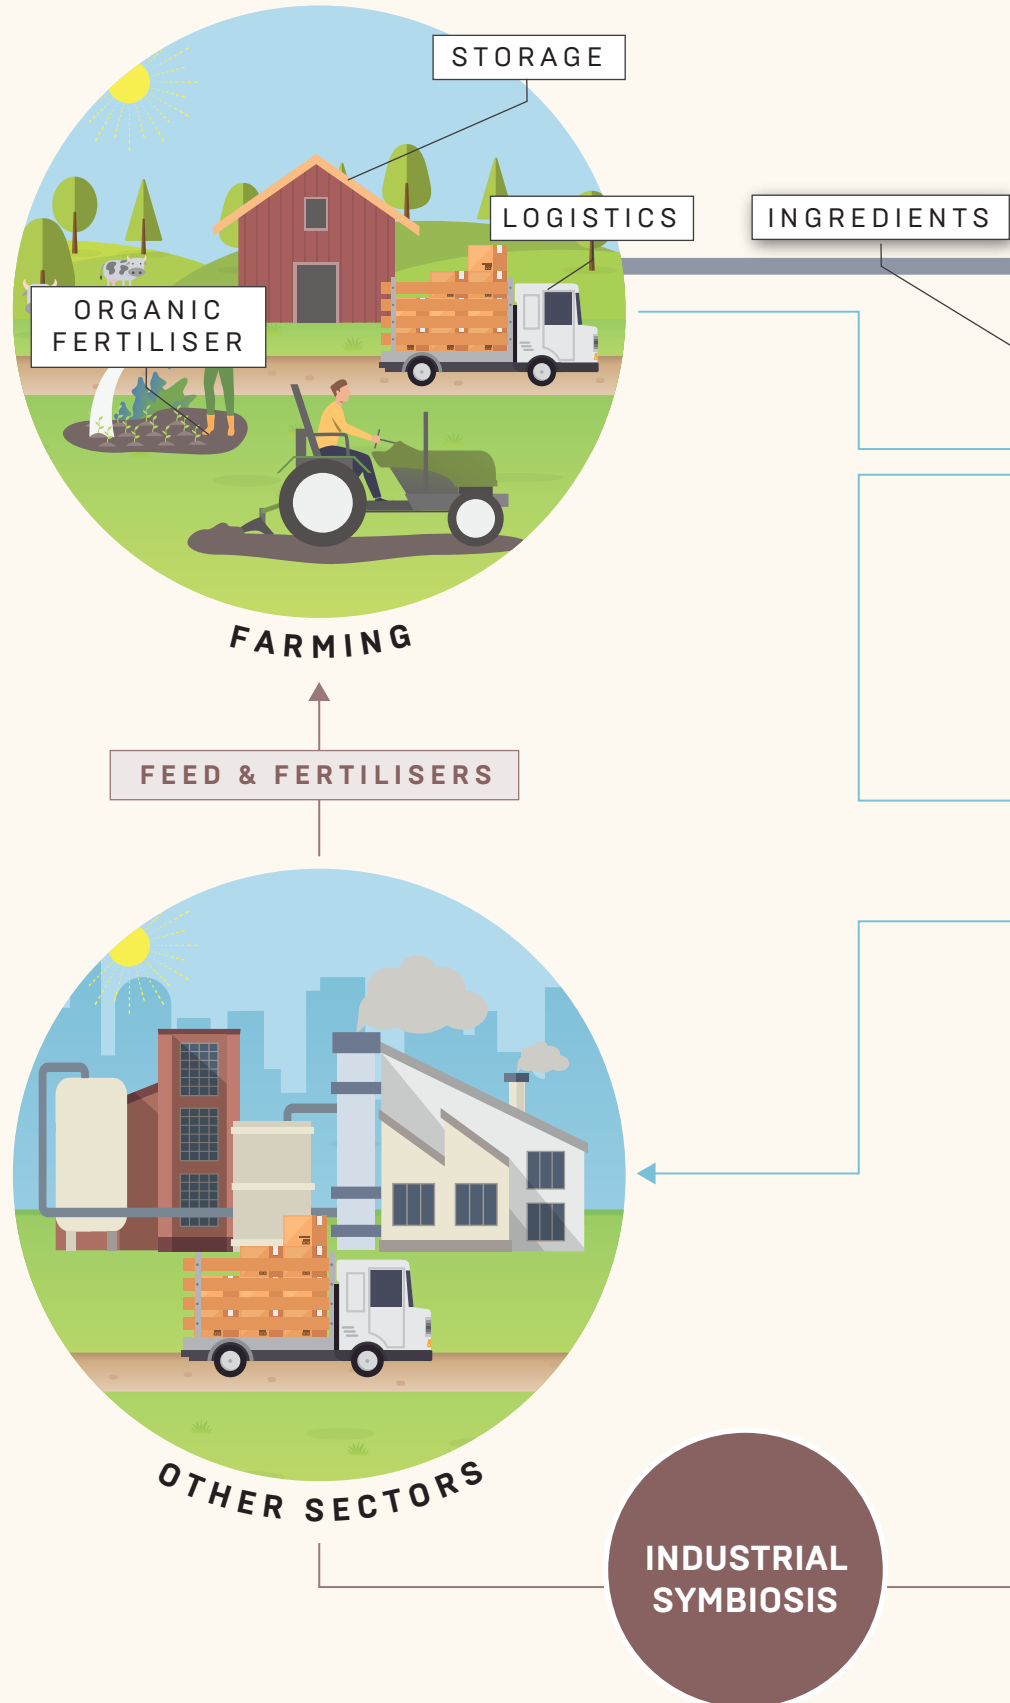 STORAGE
LOGISTICS
INGREDIENTS
ORGANIC
FERTILISER
FARMING
FEED & FERTILISERS
OTHER SECTORS
INDUSTRIAL
SYMBIOSIS